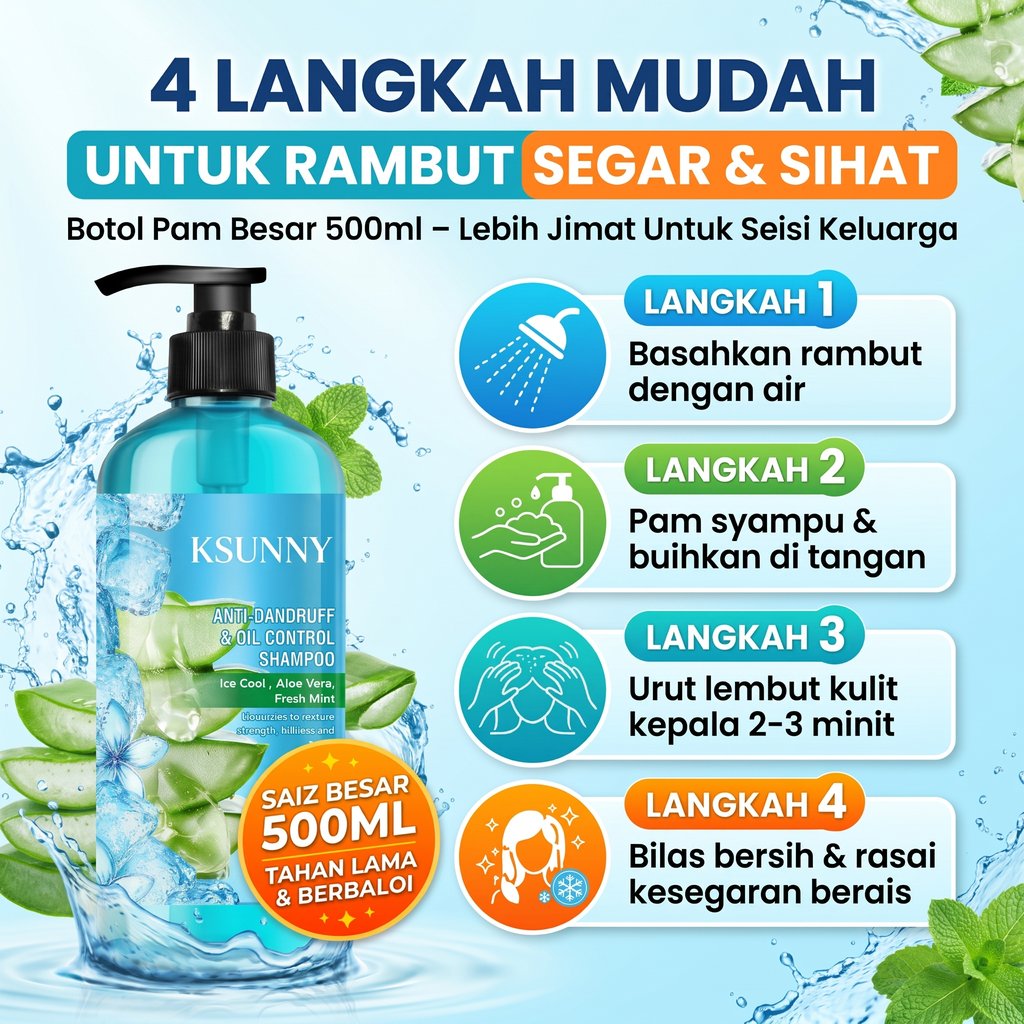 4 LANGKAH MUDAH
UNTUK RAMBUT SEGAR & SIHAT
Botol Pam Besar 500ml – Lebih Jimat Untuk Seisi Keluarga
KSUNNY
ANTI-DANDRUFF
& OIL CONTROL
SHAMPOO
Ice Cool , Aloe Vera,
Fresh Mint
to
strength, and
SAIZ BESAR
500ML
TAHAN LAMA
& BERBALOI
LANGKAH 1
Basahkan rambut
dengan air
LANGKAH 2
Pam syampu &
buihkan di tangan
LANGKAH 3
Urut lembut kulit
kepala 2-3 minit
LANGKAH 4
Bilas bersih & rasai
kesegaran berais